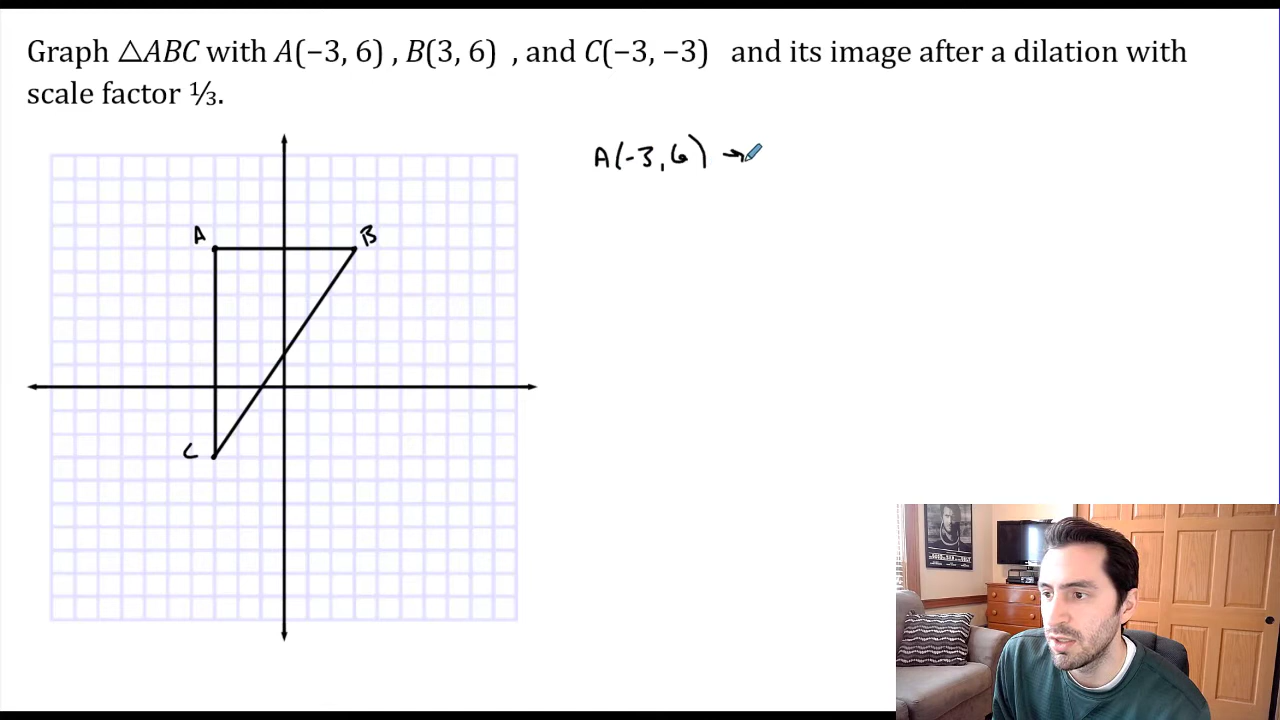 Graph △ABC with A(−3, 6) , B(3, 6) , and C(−3, −3) and its image after a dilation with
scale factor ⅓.
A(-3,6) →
A
B
C